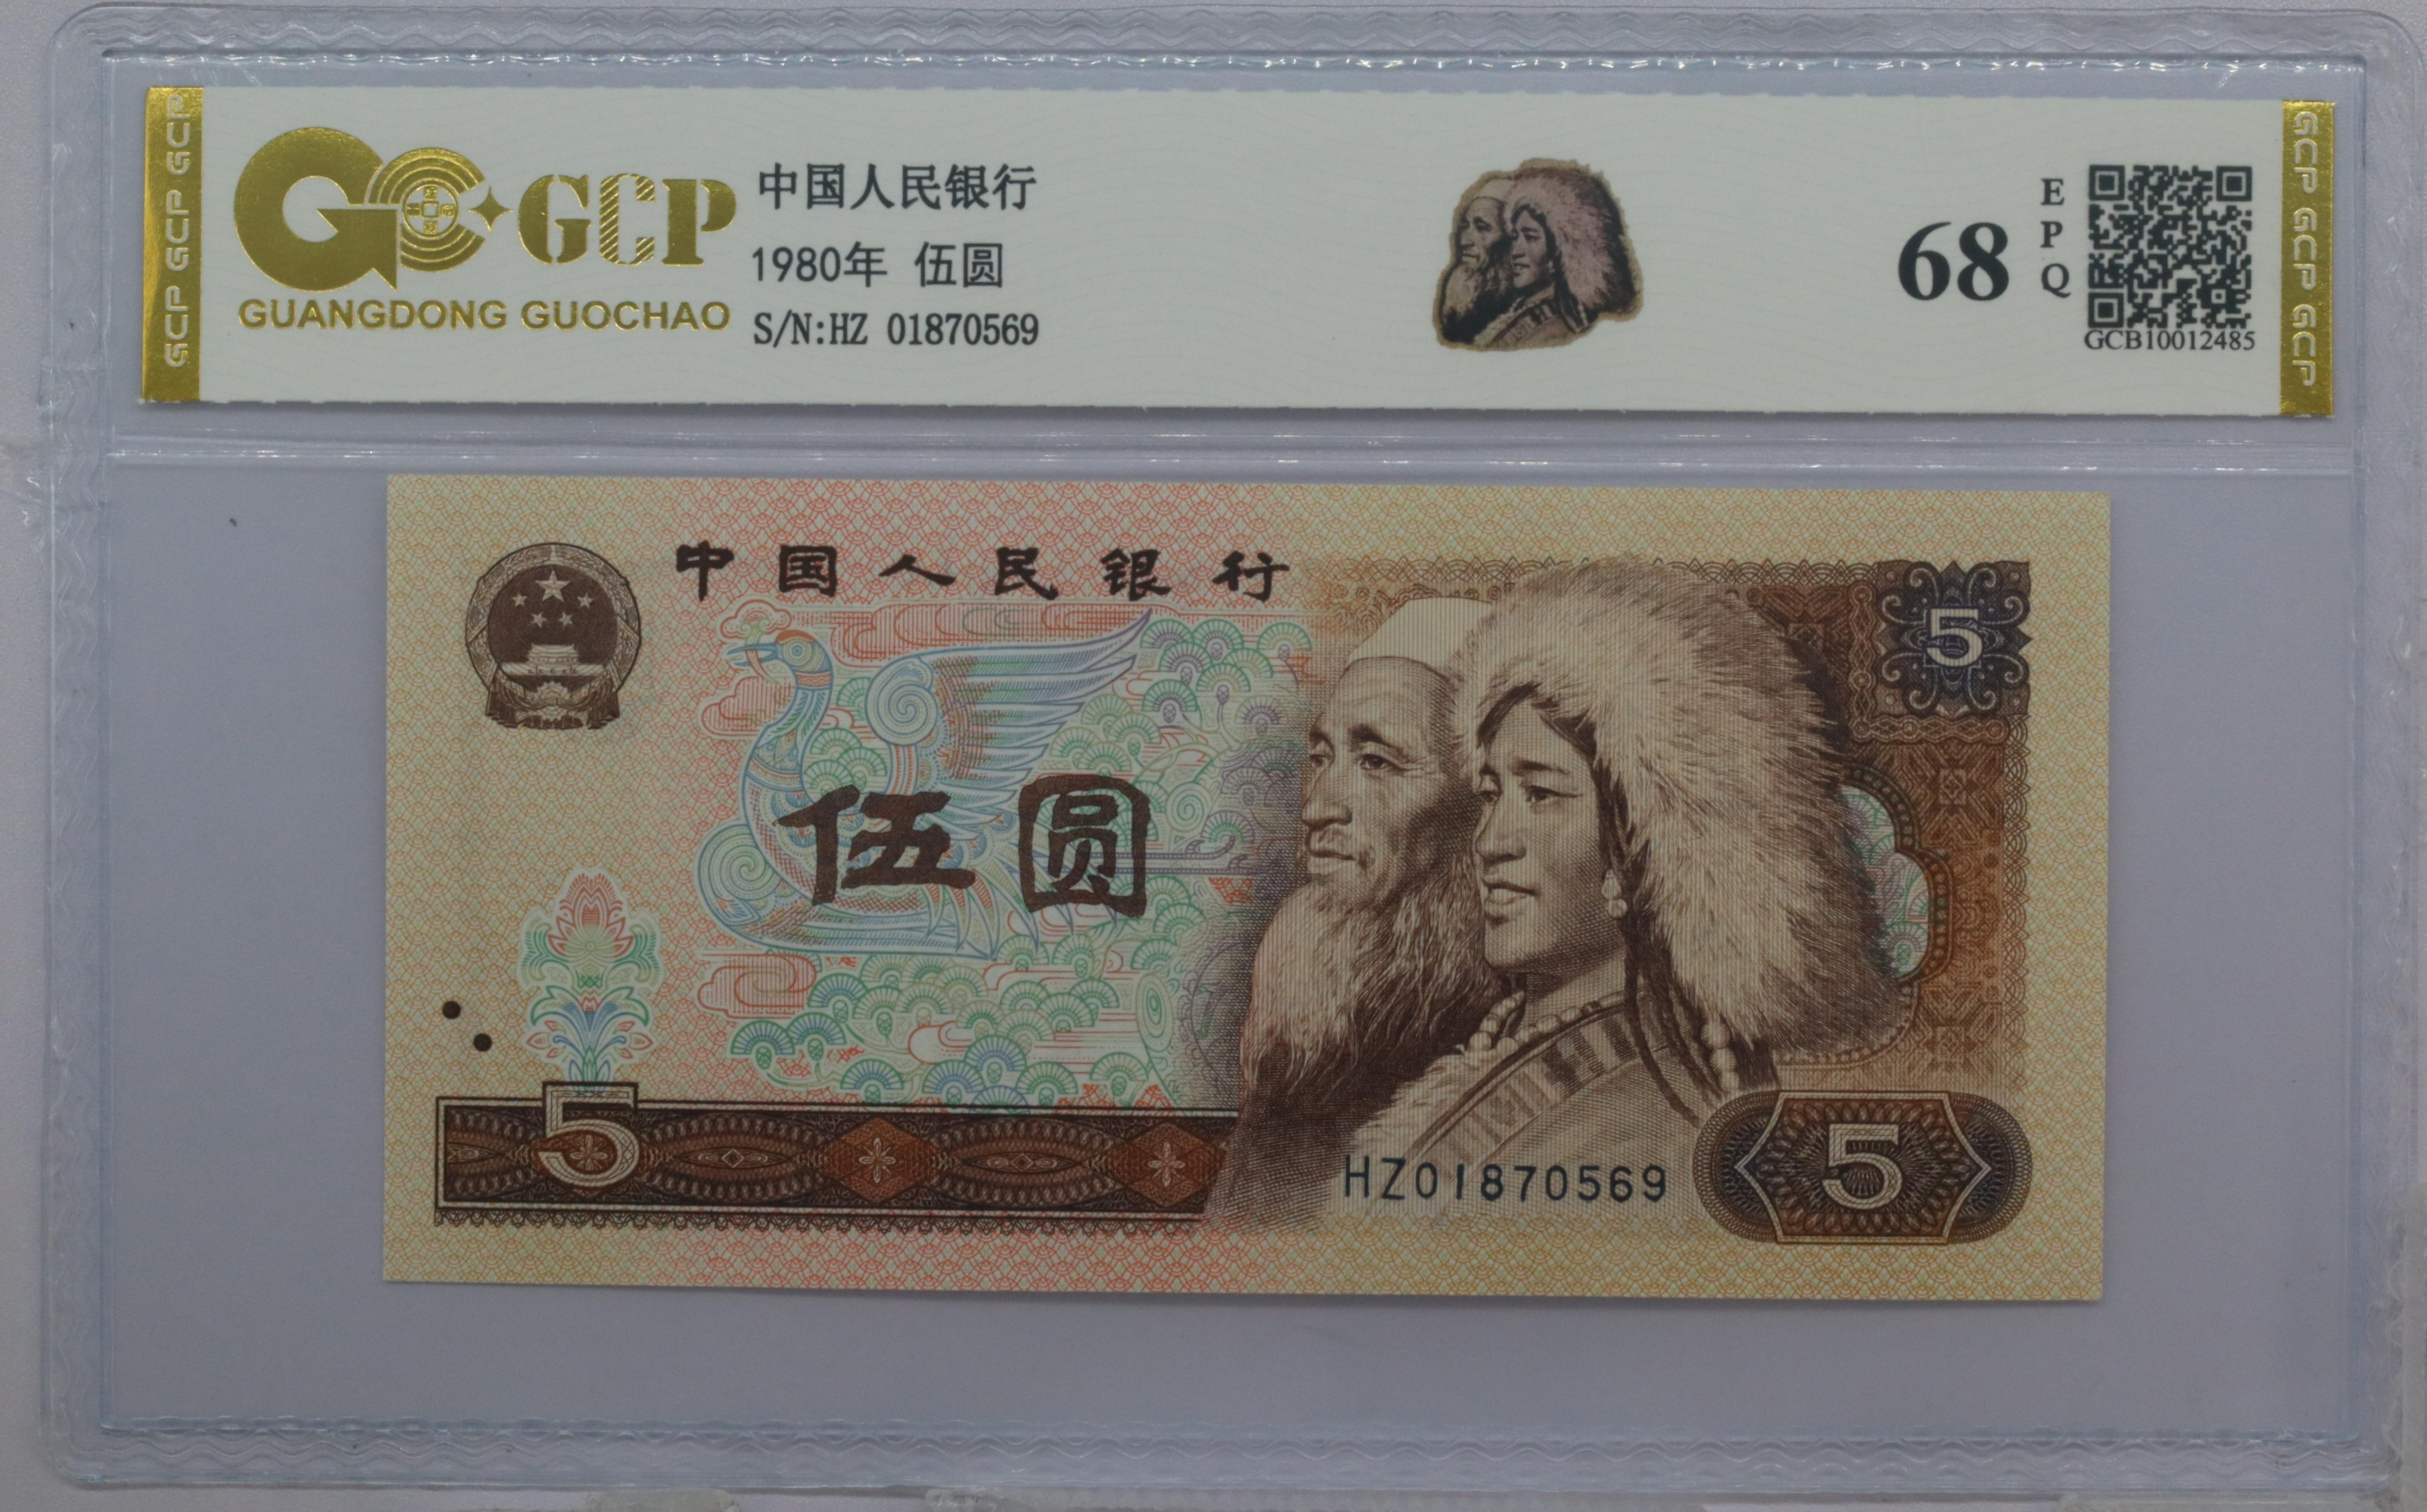 GCP GCP GCP
GCP
GUANGDONG GUOCHAO
中国人民银行
1980年 伍圆
S/N:HZ 01870569
68
E
P
Q
GCB10012485
GCP GCP GCP
中国人民银行
5
伍圆
5
HZ01870569
5